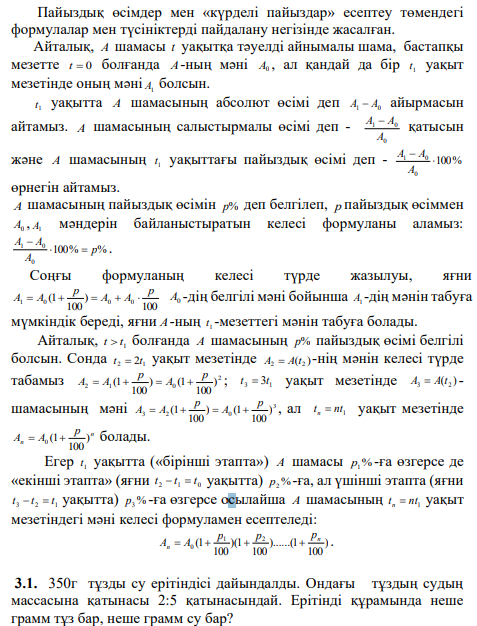 Пайыздық өсімдер мен «күрделі пайыздар» есептеу төмендегі
формулалар мен түсініктерді пайдалану негізінде жасалған.
Айталық, A шамасы t уақытқа тәуелді айнымалы шама, бастапқы
мезетте t = 0 болғанда A-ның мәні A₀, ал қандай да бір t₁ уақыт
мезетінде оның мәні A₁ болсын.
t₁ уақытта A шамасының абсолют өсімі деп A₁ − A₀ айырмасын
айтамыз. A шамасының салыстырмалы өсімі деп - (A₁ − A₀)/A₀ қатысын
және A шамасының t₁ уақыттағы пайыздық өсімі деп - (A₁ − A₀)/A₀ ·100%
өрнегін айтамыз.
A шамасының пайыздық өсімін p% деп белгілеп, p пайыздық өсіммен
A₀, A₁ мәндерін байланыстыратын келесі формуланы аламыз:
(A₁ − A₀)/A₀ ·100% = p%.
Соңғы формуланың келесі түрде жазылуы, яғни
A₁ = A₀(1 + p/100) = A₀ + A₀ · p/100 A₀-дің белгілі мәні бойынша A₁-дің мәнін табуға
мүмкіндік береді, яғни A-ның t₁-мезеттегі мәнін табуға болады.
Айталық, t > t₁ болғанда A шамасының p% пайыздық өсімі белгілі
болсын. Сонда t₂ = 2t₁ уақыт мезетінде A₂ = A(t₂)-нің мәнін келесі түрде
табамыз A₂ = A₁(1 + p/100) = A₀(1 + p/100)²; t₃ = 3t₁ уақыт мезетінде A₃ = A(t₂)-
шамасының мәні A₃ = A₂(1 + p/100) = A₀(1 + p/100)³, ал tₙ = nt₁ уақыт мезетінде
Aₙ = A₀(1 + p/100)ⁿ болады.
Егер t₁ уақытта («бірінші этапта») A шамасы p₁%-ға өзгерсе де
«екінші этапта» (яғни t₂ − t₁ = t₀ уақытта) p₂%-ға, ал үшінші этапта (яғни
t₃ − t₂ = t₁ уақытта) p₃%-ға өзгерсе осылайша A шамасының tₙ = nt₁ уақыт
мезетіндегі мәні келесі формуламен есептеледі:
Aₙ = A₀(1 + p₁/100)(1 + p₂/100)......(1 + pₙ/100).
3.1. 350г тұзды су ерітіндісі дайындалды. Ондағы тұздың судың
массасына қатынасы 2:5 қатынасындай. Ерітінді құрамында неше
грамм тұз бар, неше грамм су бар?